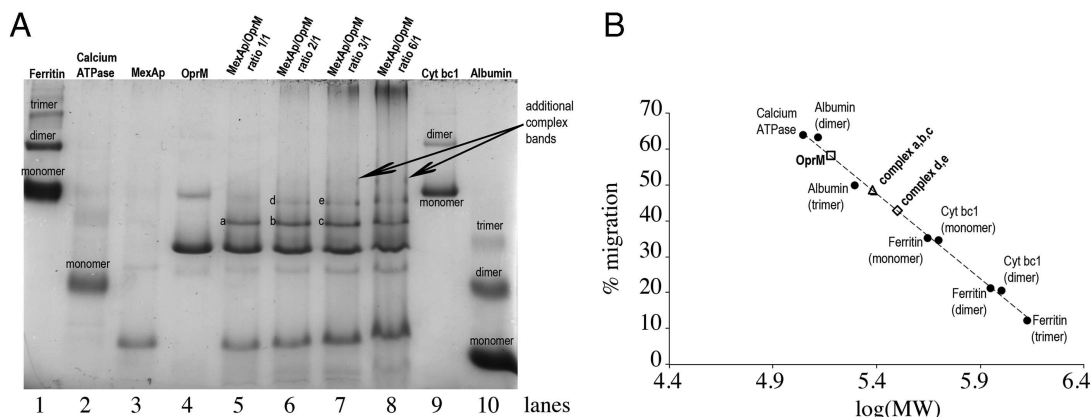 A
Ferritin
Calcium
ATPase
MexAp
OprM
MexAp/OprM
ratio 1/1
MexAp/OprM
ratio 2/1
MexAp/OprM
ratio 3/1
MexAp/OprM
ratio 6/1
Cyt bc1
Albumin
trimer
dimer
monomer
monomer
a
d
b
e
c
dimer
monomer
trimer
dimer
monomer
additional
complex
bands
1 2 3 4 5 6 7 8 9 10 lanes
B
% migration
70
60
50
40
30
20
10
0
4.4 4.9 5.4 5.9 6.4
log(MW)
Calcium
ATPase
Albumin
(dimer)
OprM
Albumin
(trimer)
complex a,b,c
complex d,e
Cyt bc1
(monomer)
Ferritin
(monomer)
Cyt bc1
(dimer)
Ferritin
(dimer)
Ferritin
(trimer)